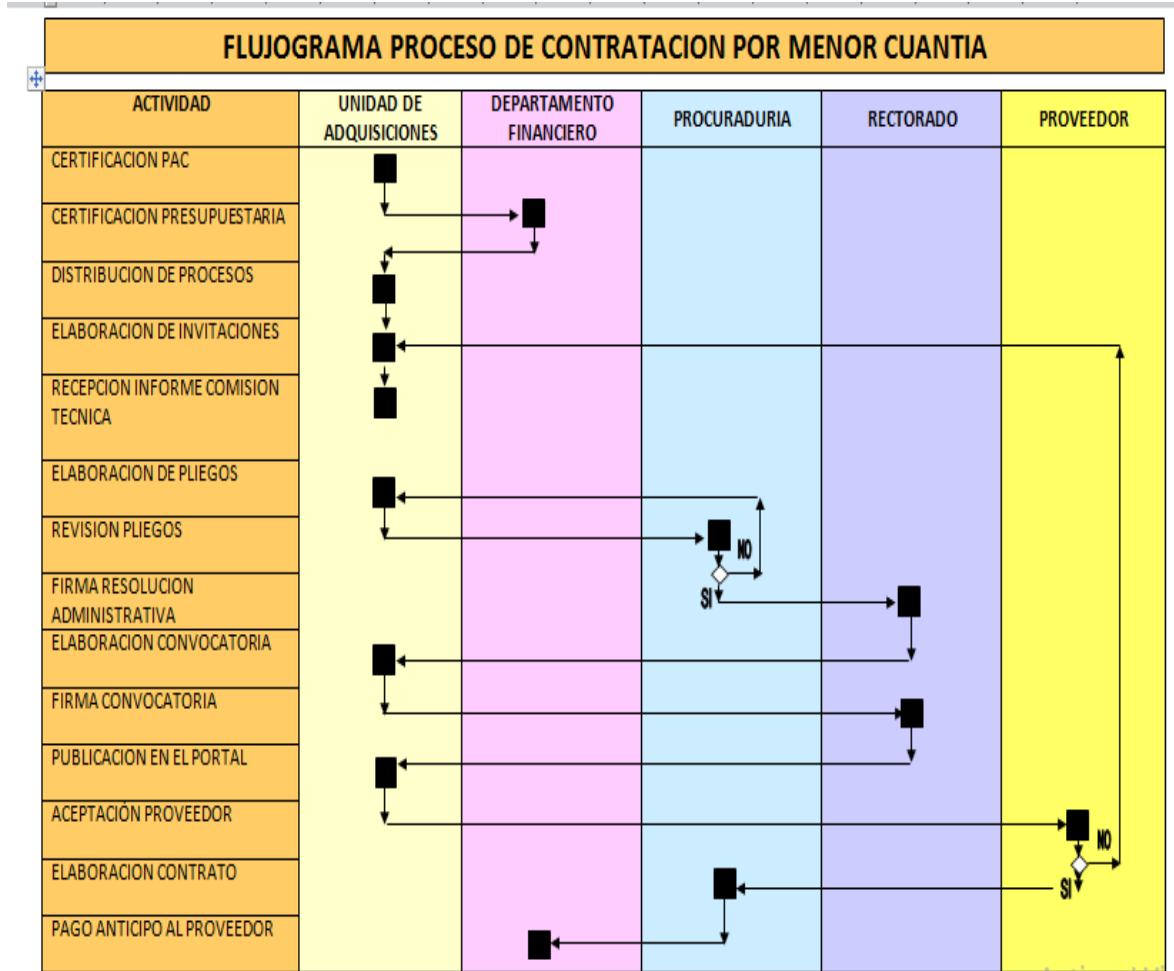 FLUJOGRAMA PROCESO DE CONTRATACION POR MENOR CUANTIA
ACTIVIDAD
UNIDAD DE
ADQUISICIONES
DEPARTAMENTO
FINANCIERO
PROCURADURIA
RECTORADO
PROVEEDOR
CERTIFICACION PAC
CERTIFICACION PRESUPUESTARIA
DISTRIBUCION DE PROCESOS
ELABORACION DE INVITACIONES
RECEPCION INFORME COMISION
TECNICA
ELABORACION DE PLIEGOS
REVISION PLIEGOS
NO
FIRMA RESOLUCION
ADMINISTRATIVA
SI
ELABORACION CONVOCATORIA
FIRMA CONVOCATORIA
PUBLICACION EN EL PORTAL
ACEPTACIÓN PROVEEDOR
NO
ELABORACION CONTRATO
SI
PAGO ANTICIPO AL PROVEEDOR